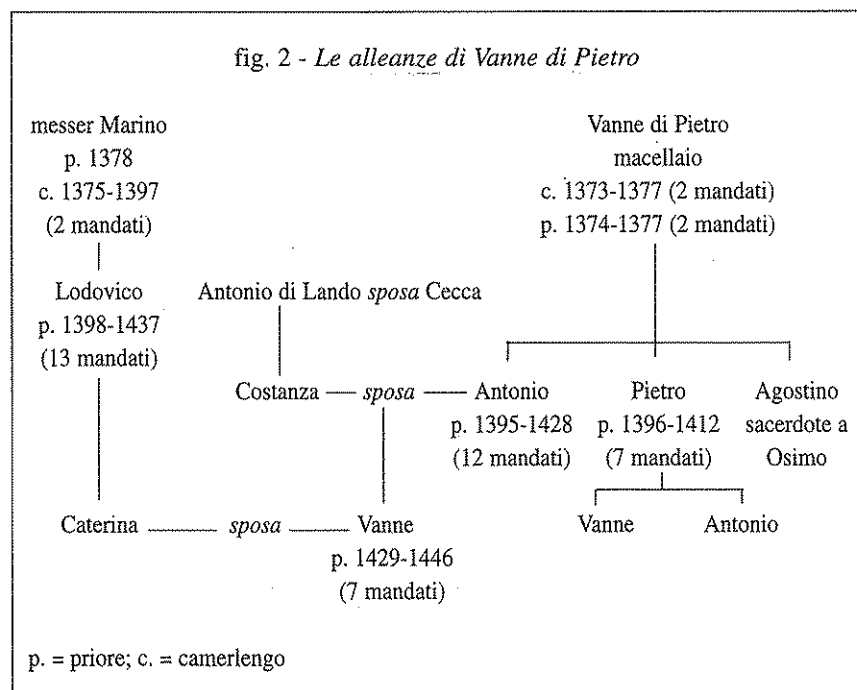 fig. 2 - Le alleanze di Vanne di Pietro
messer Marino
p. 1378
c. 1375-1397
(2 mandati)
Vanne di Pietro
macellaio
c. 1373-1377 (2 mandati)
p. 1374-1377 (2 mandati)
Lodovico
p. 1398-1437
(13 mandati)
Antonio di Lando sposa Cecca
Costanza — sposa — Antonio
p. 1395-1428
(12 mandati)
Pietro
p. 1396-1412
(7 mandati)
Agostino
sacerdote a
Osimo
Caterina — sposa — Vanne
p. 1429-1446
(7 mandati)
Vanne
Antonio
p. = priore; c. = camerlengo